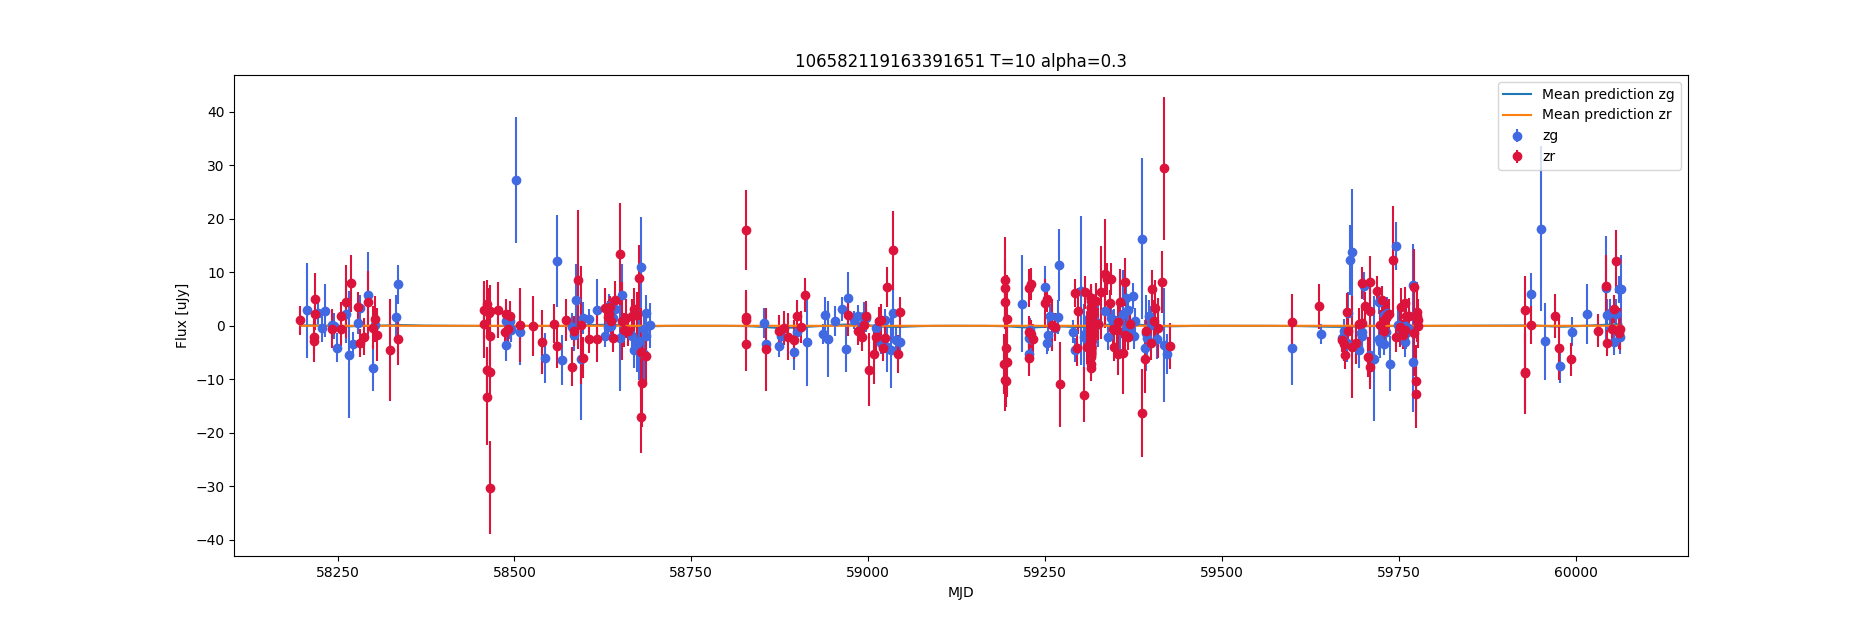 106582119163391651 T=10 alpha=0.3
Mean prediction zg
Mean prediction zr
zg
zr
Flux [uJy]
40
30
20
10
0
−10
−20
−30
−40
58250 58500 58750 59000 59250 59500 59750 60000
MJD